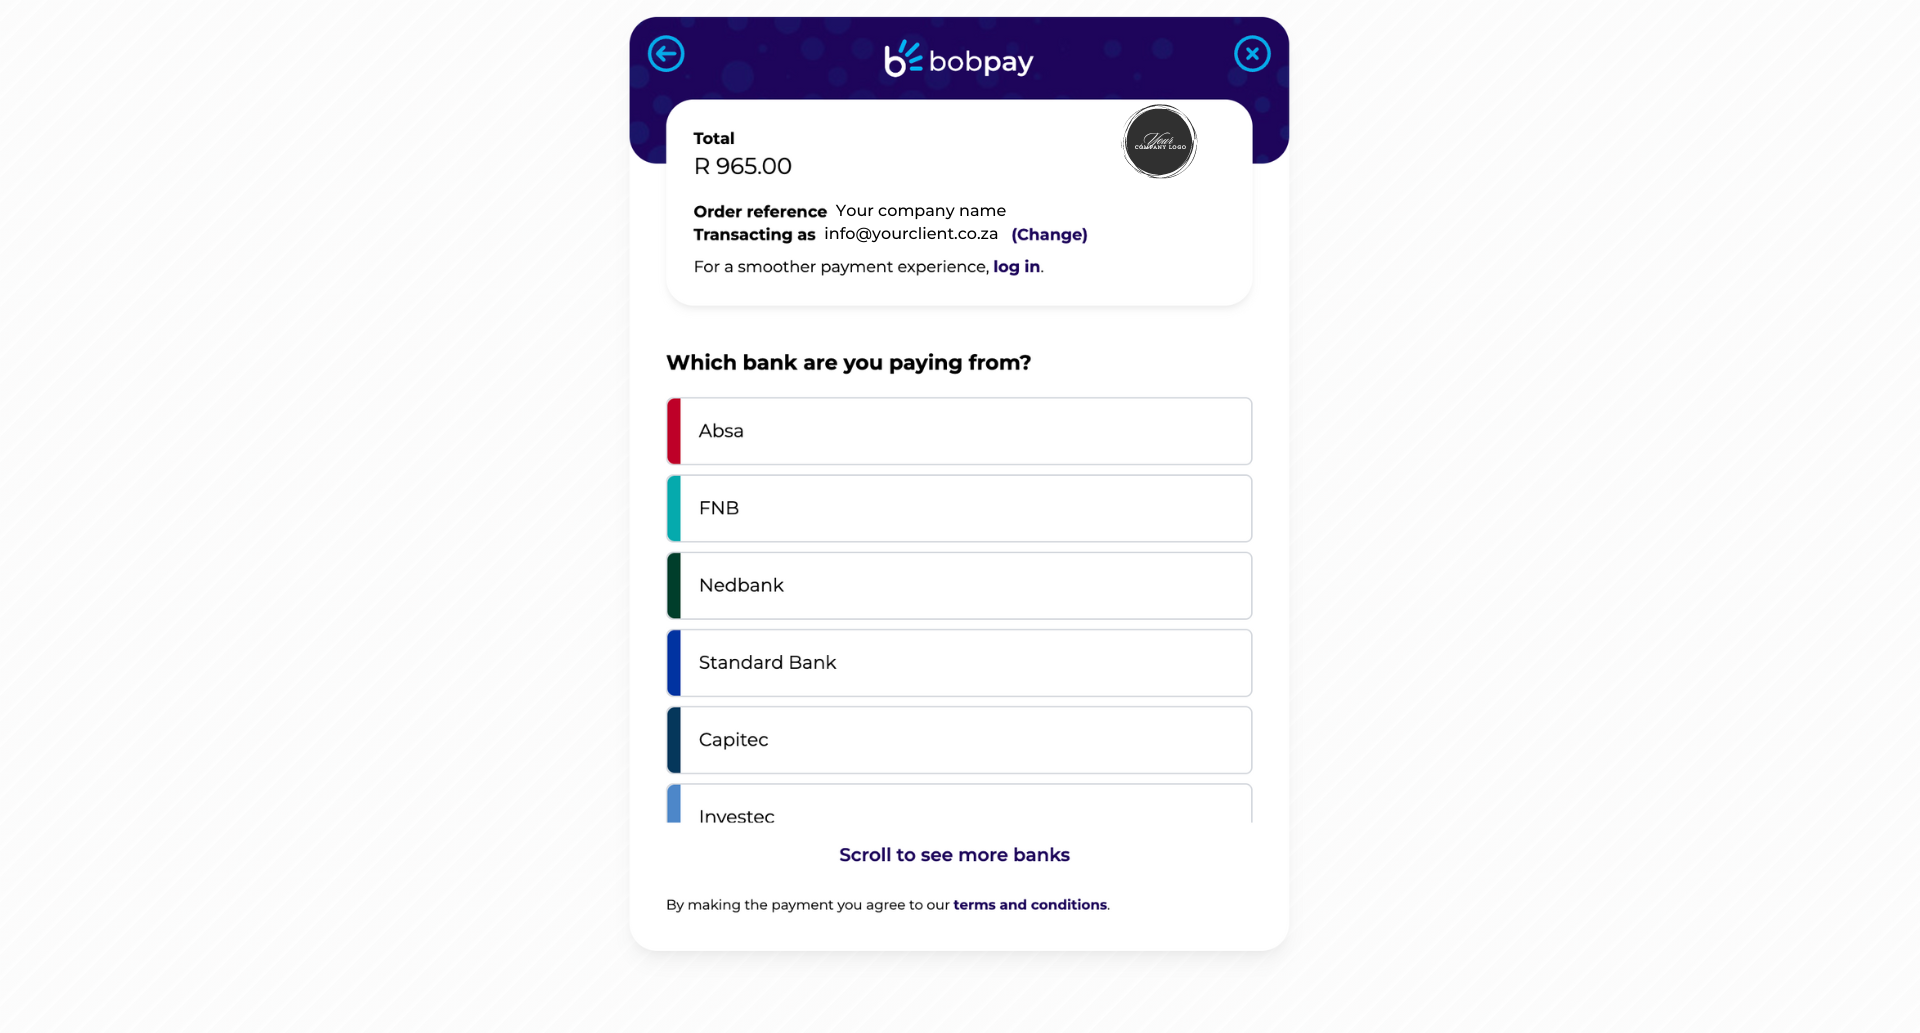 bobpay
Total
Your
COMPANY LOGO
R 965.00
Order reference Your company name
Transacting as info@yourclient.co.za (Change)
For a smoother payment experience, log in.
Which bank are you paying from?
Absa
FNB
Nedbank
Standard Bank
Capitec
Investec
Scroll to see more banks
By making the payment you agree to our terms and conditions.